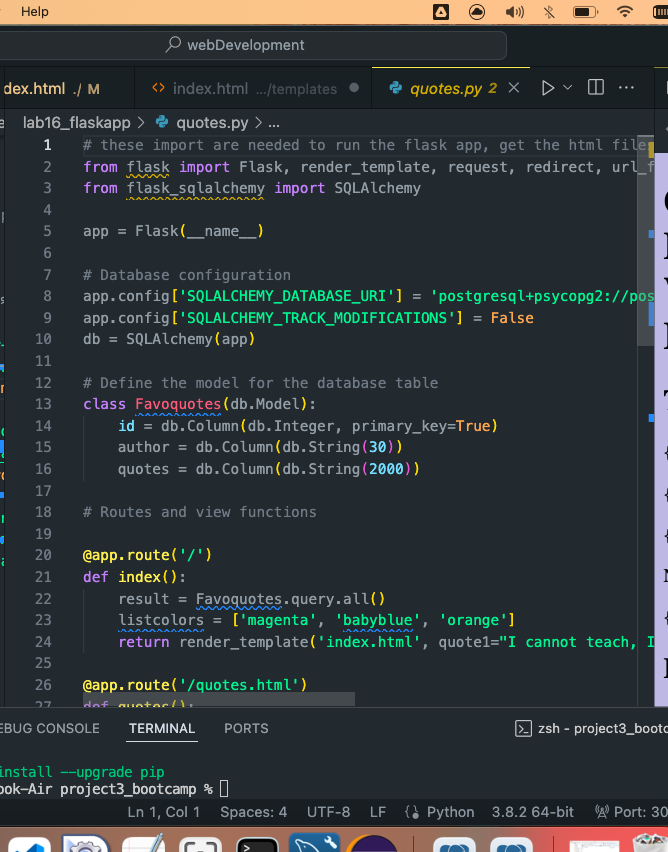 Help
webDevelopment
dex.html ./ M
index.html .../templates
quotes.py 2
lab16_flaskapp > quotes.py > ...
1 # these import are needed to run the flask app, get the html file
2 from flask import Flask, render_template, request, redirect, url_f
3 from flask_sqlalchemy import SQLAlchemy
4
5 app = Flask(__name__)
6
7 # Database configuration
8 app.config['SQLALCHEMY_DATABASE_URI'] = 'postgresql+psycopg2://pos
9 app.config['SQLALCHEMY_TRACK_MODIFICATIONS'] = False
10 db = SQLAlchemy(app)
11
12 # Define the model for the database table
13 class Favoquotes(db.Model):
14 id = db.Column(db.Integer, primary_key=True)
15 author = db.Column(db.String(30))
16 quotes = db.Column(db.String(2000))
17
18 # Routes and view functions
19
20 @app.route('/')
21 def index():
22 result = Favoquotes.query.all()
23 listcolors = ['magenta', 'babyblue', 'orange']
24 return render_template('index.html', quote1="I cannot teach, I
25
26 @app.route('/quotes.html')
27 def quotes():
EBUG CONSOLE TERMINAL PORTS
zsh - project3_bootc
install --upgrade pip
ook-Air project3_bootcamp %
Ln 1, Col 1 Spaces: 4 UTF-8 LF Python 3.8.2 64-bit Port: 30